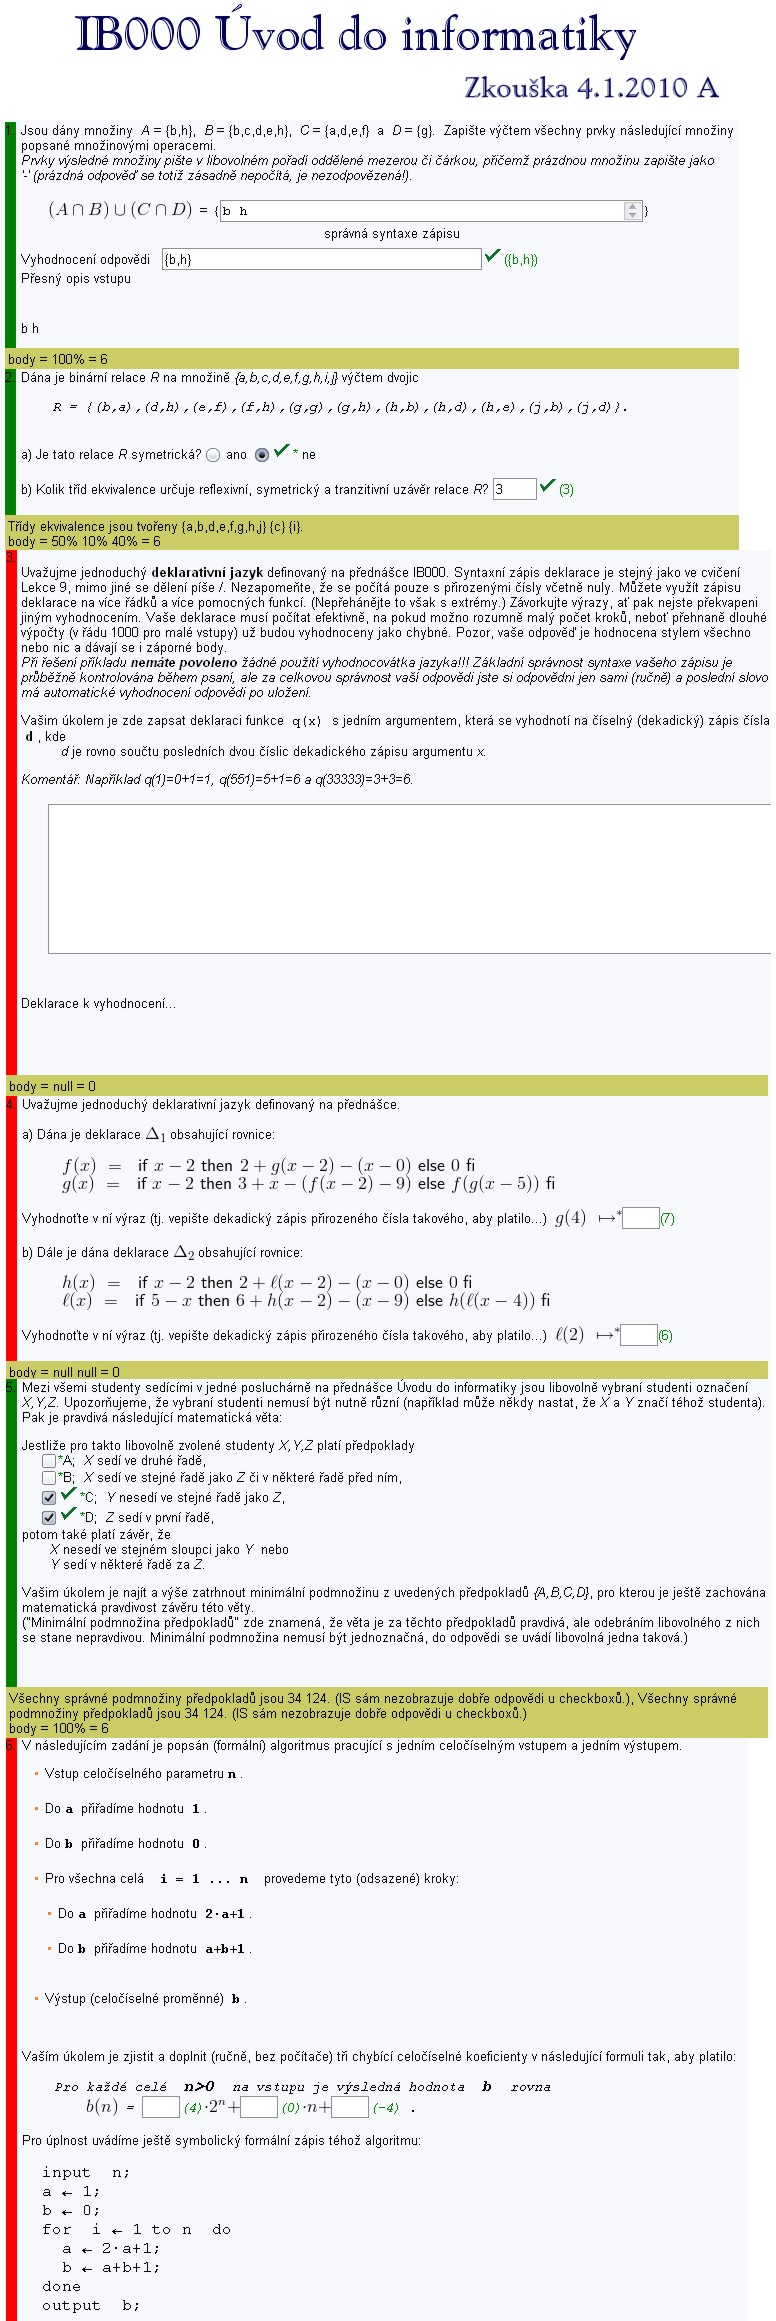 IB000 Úvod do informatiky
Zkouška 4.1.2010 A
1. Jsou dány množiny A = {b,h}, B = {b,c,d,e,h}, C = {a,d,e,f} a D = {g}. Zapište výčtem všechny prvky následující množiny
popsané množinovými operacemi.
Prvky výsledné množiny pište v libovolném pořadí oddělené mezerou či čárkou, přičemž prázdnou množinu zapište jako
'-' (prázdná odpověď se totiž zásadně nepočítá, je nezodpovězená!).
(A ∩ B) ∪ (C ∩ D) = { b h }
správná syntaxe zápisu
Vyhodnocení odpovědi {b,h} ✔ ({b,h})
Přesný opis vstupu
b h
body = 100% = 6
2. Dána je binární relace R na množině {a,b,c,d,e,f,g,h,i,j} výčtem dvojic
R = { (b,a) , (d,h) , (e,f) , (f,h) , (g,g) , (g,h) , (h,b) , (h,d) , (h,e) , (j,b) , (j,d) } .
a) Je tato relace R symetrická? ano ✔ * ne
b) Kolik tříd ekvivalence určuje reflexivní, symetrický a tranzitivní uzávěr relace R? 3 ✔ (3)
Třídy ekvivalence jsou tvořeny {a,b,d,e,f,g,h,j} {c} {i}.
body = 50% 10% 40% = 6
3.
Uvažujme jednoduchý deklarativní jazyk definovaný na přednášce IB000. Syntaxní zápis deklarace je stejný jako ve cvičení
Lekce 9, mimo jiné se dělení píše /. Nezapomeňte, že se počítá pouze s přirozenými čísly včetně nuly. Můžete využít zápisu
deklarace na více řádků a více pomocných funkcí. (Nepřehánějte to však s extrémy.) Závorkujte výrazy, ať pak nejste překvapeni
jiným vyhodnocením. Vaše deklarace musí počítat efektivně, na pokud možno rozumně malý počet kroků, neboť přehnaně dlouhé
výpočty (v řádu 1000 pro malé vstupy) už budou vyhodnoceny jako chybné. Pozor, vaše odpověď je hodnocena stylem všechno
nebo nic a dávají se i záporné body.
Při řešení příkladu nemáte povoleno žádné použití vyhodnocovátka jazyka!!! Základní správnost syntaxe vašeho zápisu je
průběžně kontrolována během psaní, ale za celkovou správnost vaší odpovědi jste si odpovědni jen sami (ručně) a poslední slovo
má automatické vyhodnocení odpovědi po uložení.
Vašim úkolem je zde zapsat deklaraci funkce q(x) s jedním argumentem, která se vyhodnotí na číselný (dekadický) zápis čísla
d , kde
d je rovno součtu posledních dvou číslic dekadického zápisu argumentu x.
Komentář: Například q(1)=0+1=1, q(551)=5+1=6 a q(33333)=3+3=6.
Deklarace k vyhodnocení...
body = null = 0
4. Uvažujme jednoduchý deklarativní jazyk definovaný na přednášce.
a) Dána je deklarace Δ1 obsahující rovnice:
f(x) = if x − 2 then 2 + g(x − 2) − (x − 0) else 0 fi
g(x) = if x − 2 then 3 + x − (f(x − 2) − 9) else f(g(x − 5)) fi
Vyhodnoťte v ní výraz (tj. vepište dekadický zápis přirozeného čísla takového, aby platilo...) g(4) ↦* (7)
b) Dále je dána deklarace Δ2 obsahující rovnice:
h(x) = if x − 2 then 2 + ℓ(x − 2) − (x − 0) else 0 fi
ℓ(x) = if 5 − x then 6 + h(x − 2) − (x − 9) else h(ℓ(x − 4)) fi
Vyhodnoťte v ní výraz (tj. vepište dekadický zápis přirozeného čísla takového, aby platilo...) ℓ(2) ↦* (6)
body = null null = 0
5. Mezi všemi studenty sedícími v jedné posluchárně na přednášce Úvodu do informatiky jsou libovolně vybraní studenti označení
X,Y,Z. Upozorňujeme, že vybraní studenti nemusí být nutně různí (například může někdy nastat, že X a Y značí téhož studenta).
Pak je pravdivá následující matematická věta:
Jestliže pro takto libovolně zvolené studenty X,Y,Z platí předpoklady
*A; X sedí ve druhé řadě,
*B; X sedí ve stejné řadě jako Z či v některé řadě před ním,
✔ *C; Y nesedí ve stejné řadě jako Z,
✔ *D; Z sedí v první řadě,
potom také platí závěr, že
X nesedí ve stejném sloupci jako Y nebo
Y sedí v některé řadě za Z.
Vašim úkolem je najít a výše zatrhnout minimální podmnožinu z uvedených předpokladů {A,B,C,D}, pro kterou je ještě zachována
matematická pravdivost závěru této věty.
("Minimální podmnožina předpokladů" zde znamená, že věta je za těchto předpokladů pravdivá, ale odebráním libovolného z nich
se stane nepravdivou. Minimální podmnožina nemusí být jednoznačná, do odpovědi se uvádí libovolná jedna taková.)
Všechny správné podmnožiny předpokladů jsou 34 124. (IS sám nezobrazuje dobře odpovědi u checkboxů.), Všechny správné
podmnožiny předpokladů jsou 34 124. (IS sám nezobrazuje dobře odpovědi u checkboxů.)
body = 100% = 6
6. V následujícím zadání je popsán (formální) algoritmus pracující s jedním celočíselným vstupem a jedním výstupem.
• Vstup celočíselného parametru n .
• Do a přiřadíme hodnotu 1 .
• Do b přiřadíme hodnotu 0 .
• Pro všechna celá i = 1 ... n provedeme tyto (odsazené) kroky:
• Do a přiřadíme hodnotu 2·a+1 .
• Do b přiřadíme hodnotu a+b+1 .
• Výstup (celočíselné proměnné) b .
Vaším úkolem je zjistit a doplnit (ručně, bez počítače) tři chybící celočíselné koeficienty v následující formuli tak, aby platilo:
Pro každé celé n>0 na vstupu je výsledná hodnota b rovna
b(n) = (4)·2ⁿ+ (0)·n+ (-4) .
Pro úplnost uvádíme ještě symbolický formální zápis téhož algoritmu:
input n;
a ← 1;
b ← 0;
for i ← 1 to n do
a ← 2·a+1;
b ← a+b+1;
done
output b;